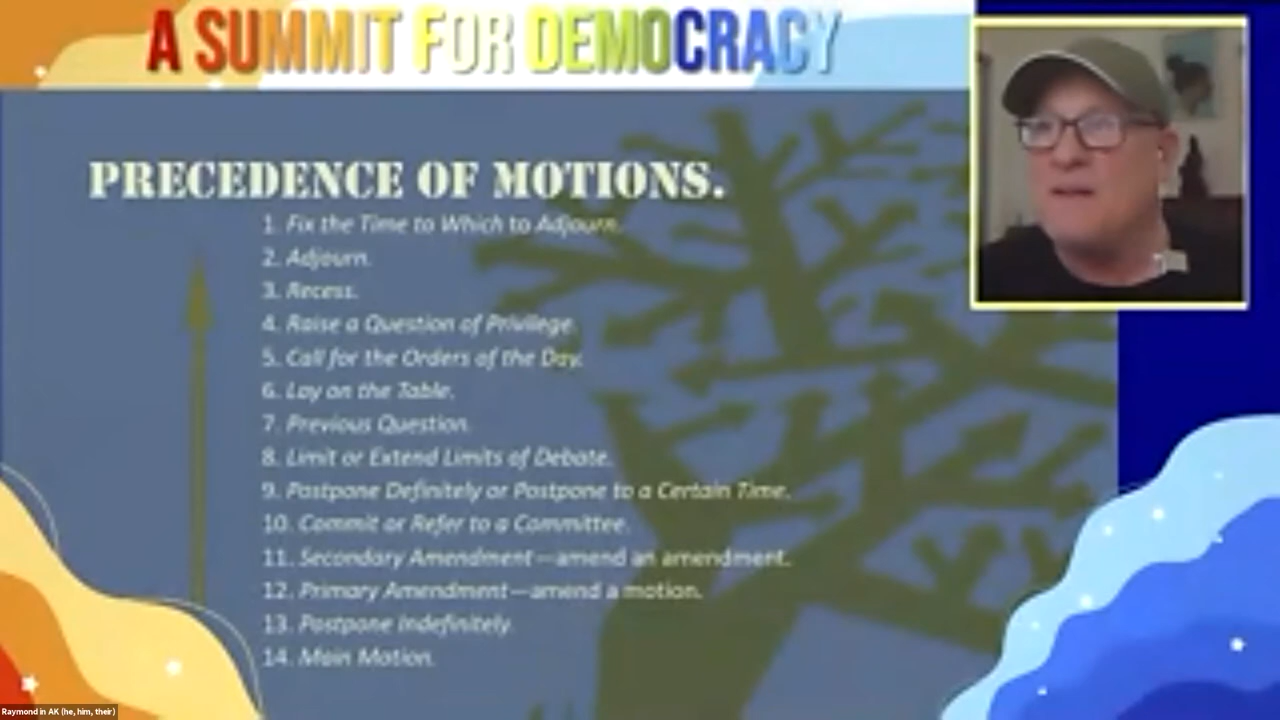 A SUMMIT FOR DEMOCRACY
PRECEDENCE OF MOTIONS.
1. Fix the Time to Which to Adjourn.
2. Adjourn.
3. Recess.
4. Raise a Question of Privilege.
5. Call for the Orders of the Day.
6. Lay on the Table.
7. Previous Question.
8. Limit or Extend Limits of Debate.
9. Postpone Definitely or Postpone to a Certain Time.
10. Commit or Refer to a Committee.
11. Secondary Amendment—amend an amendment.
12. Primary Amendment—amend a motion.
13. Postpone Indefinitely.
14. Main Motion.
Raymond in AK (he, him, their)